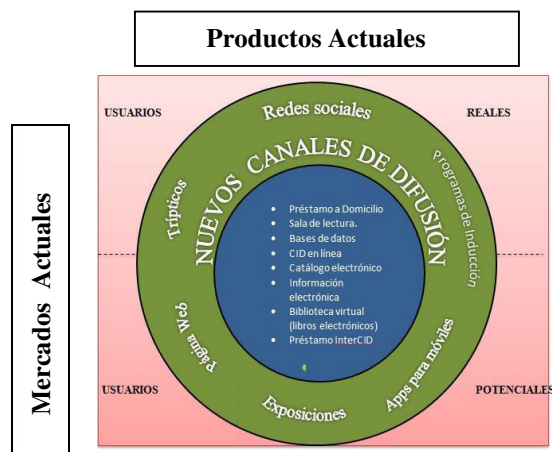 Productos Actuales
Mercados Actuales
USUARIOS
REALES
Redes sociales
Trípticos
Programas de Inducción
NUEVOS CANALES DE DIFUSIÓN
• Préstamo a Domicilio
• Sala de lectura.
• Bases de datos
• CID en línea
• Catálogo electrónico
• Información
electrónica
• Biblioteca virtual
(libros electrónicos)
• Préstamo InterCID
Página Web
Exposiciones
Apps para móviles
USUARIOS
POTENCIALES